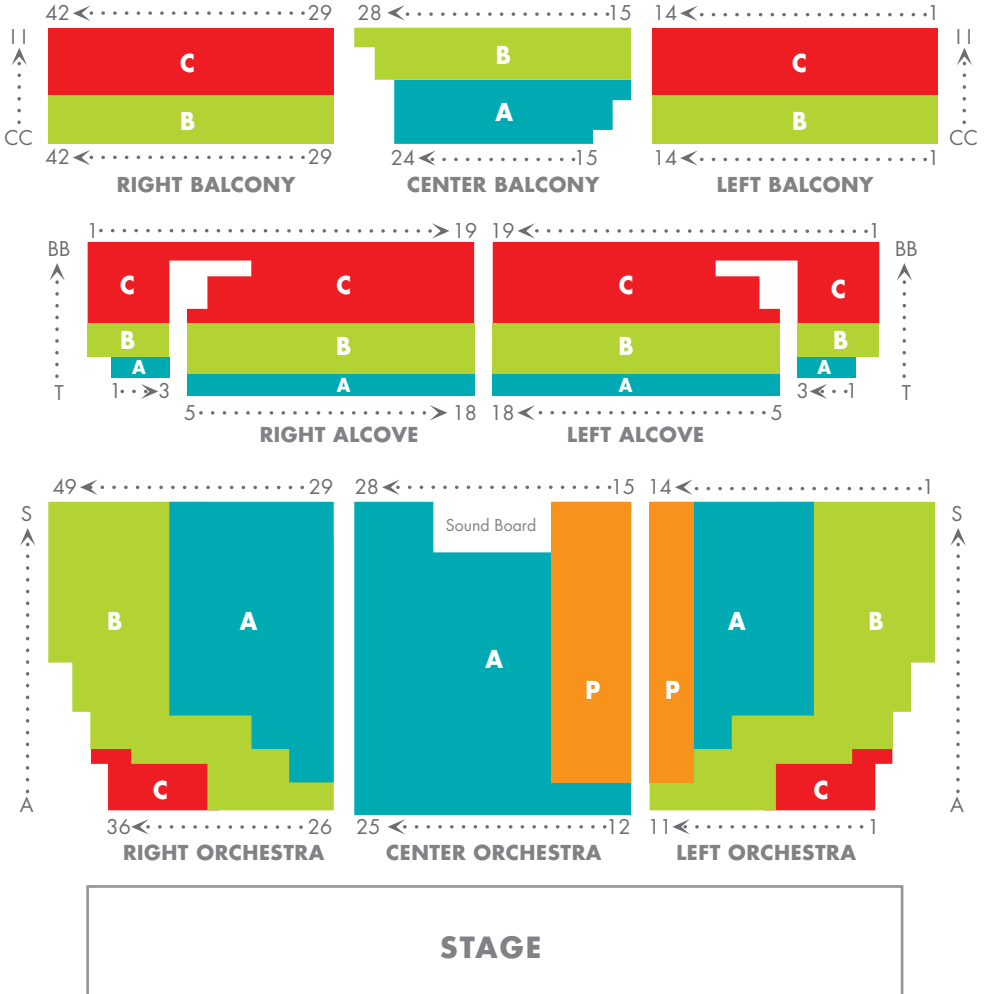 42 29 28 15 14 1
II II
C B C
B A B
CC CC
42 29 24 15 14 1
RIGHT BALCONY CENTER BALCONY LEFT BALCONY
1 19 19 1
BB BB
C C C C
B B B B
A A A A
T 1 3 3 1 T
5 18 18 5
RIGHT ALCOVE LEFT ALCOVE
49 29 28 15 14 1
S S
Sound Board
B A A B
A
P P
C C
A A
36 26 25 12 11 1
RIGHT ORCHESTRA CENTER ORCHESTRA LEFT ORCHESTRA
STAGE